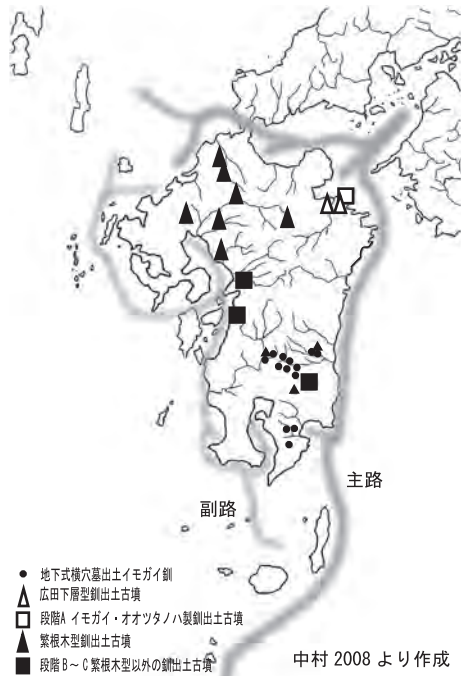 主路
副路
地下式横穴墓出土イモガイ釧
広田下層型釧出土古墳
段階A イモガイ・オオツタノハ製釧出土古墳
繁根木型釧出土古墳
段階B～C 繁根木型以外の釧出土古墳
中村 2008 より作成